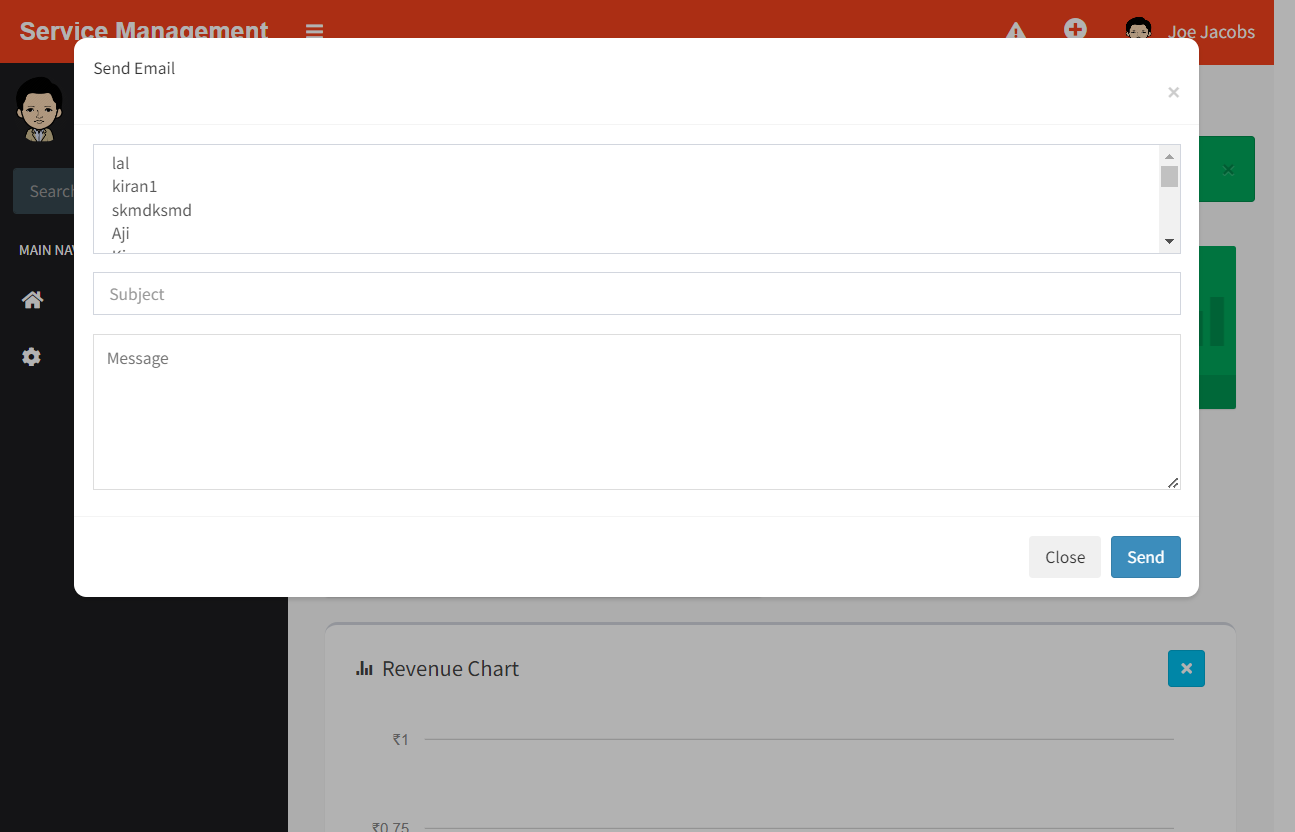 Service Management
Joe Jacobs
Send Email
×
lal
kiran1
skmdksmd
Aji
Search
×
MAIN NAV
Subject
Message
Close
Send
Revenue Chart
₹1
₹0.75